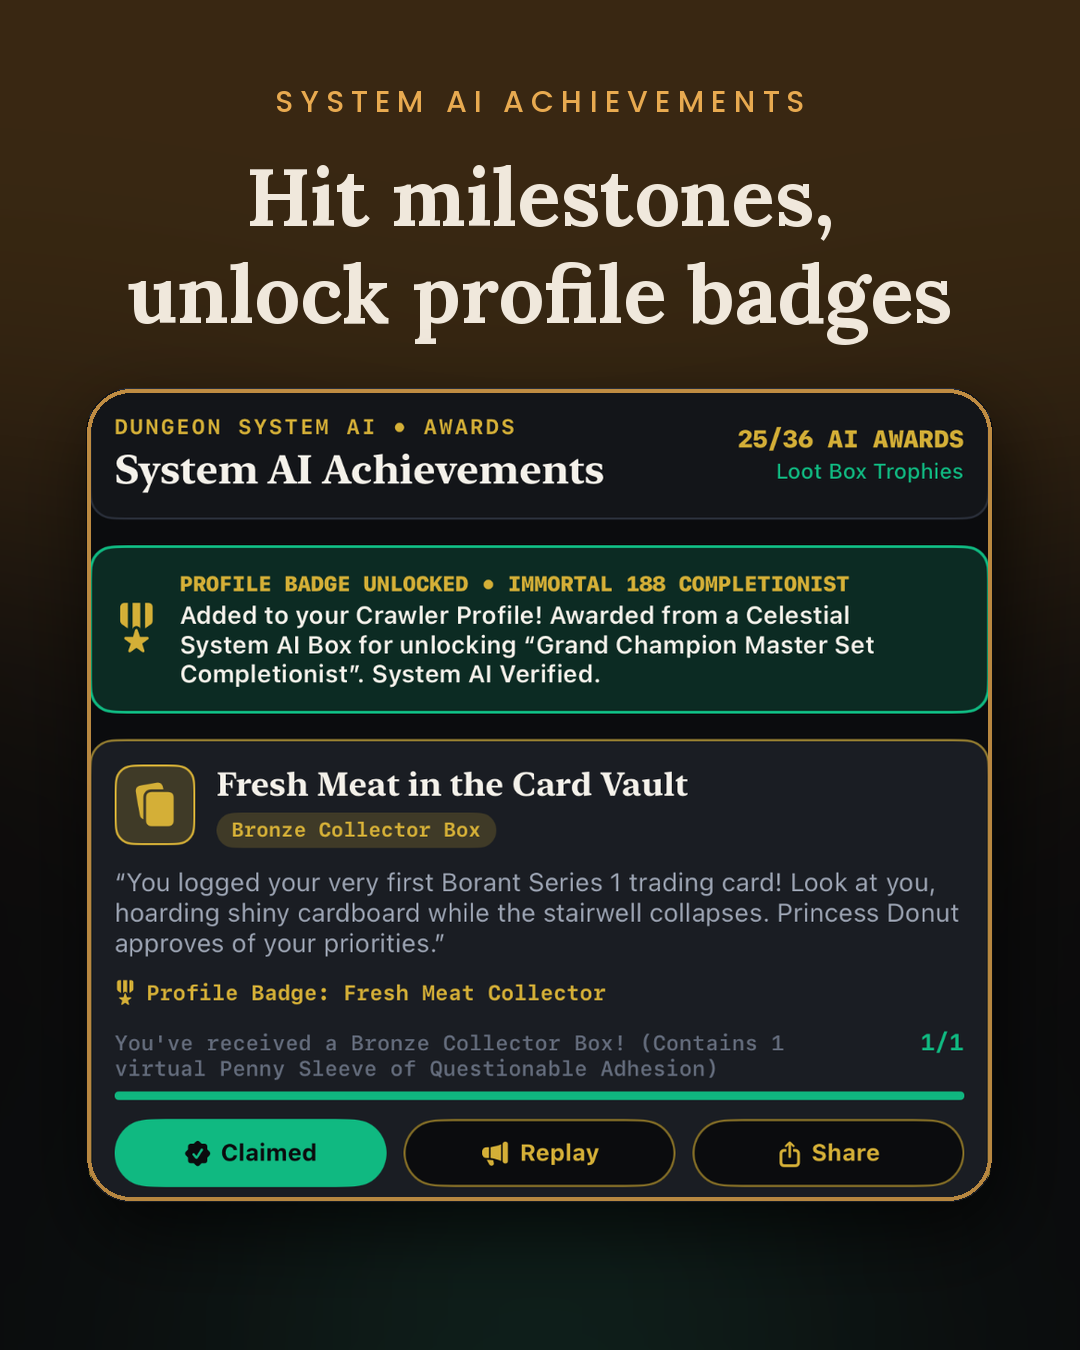 SYSTEM AI ACHIEVEMENTS
Hit milestones,
unlock profile badges
DUNGEON SYSTEM AI • AWARDS
System AI Achievements
25/36 AI AWARDS
Loot Box Trophies
PROFILE BADGE UNLOCKED • IMMORTAL 188 COMPLETIONIST
Added to your Crawler Profile! Awarded from a Celestial
System AI Box for unlocking “Grand Champion Master Set
Completionist”. System AI Verified.
Fresh Meat in the Card Vault
Bronze Collector Box
“You logged your very first Borant Series 1 trading card! Look at you,
hoarding shiny cardboard while the stairwell collapses. Princess Donut
approves of your priorities.”
Profile Badge: Fresh Meat Collector
You've received a Bronze Collector Box! (Contains 1
virtual Penny Sleeve of Questionable Adhesion)
1/1
Claimed
Replay
Share